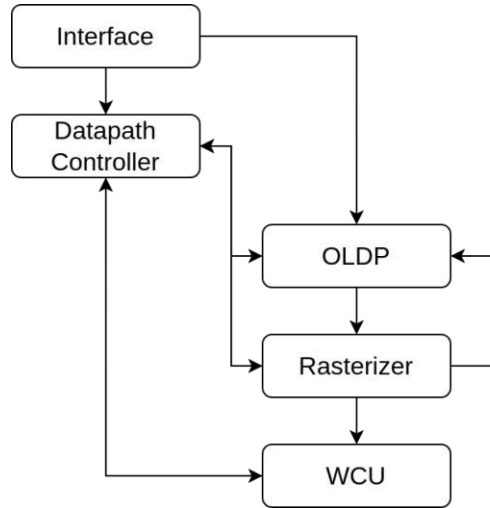 Interface
Datapath
Controller
OLDP
Rasterizer
WCU